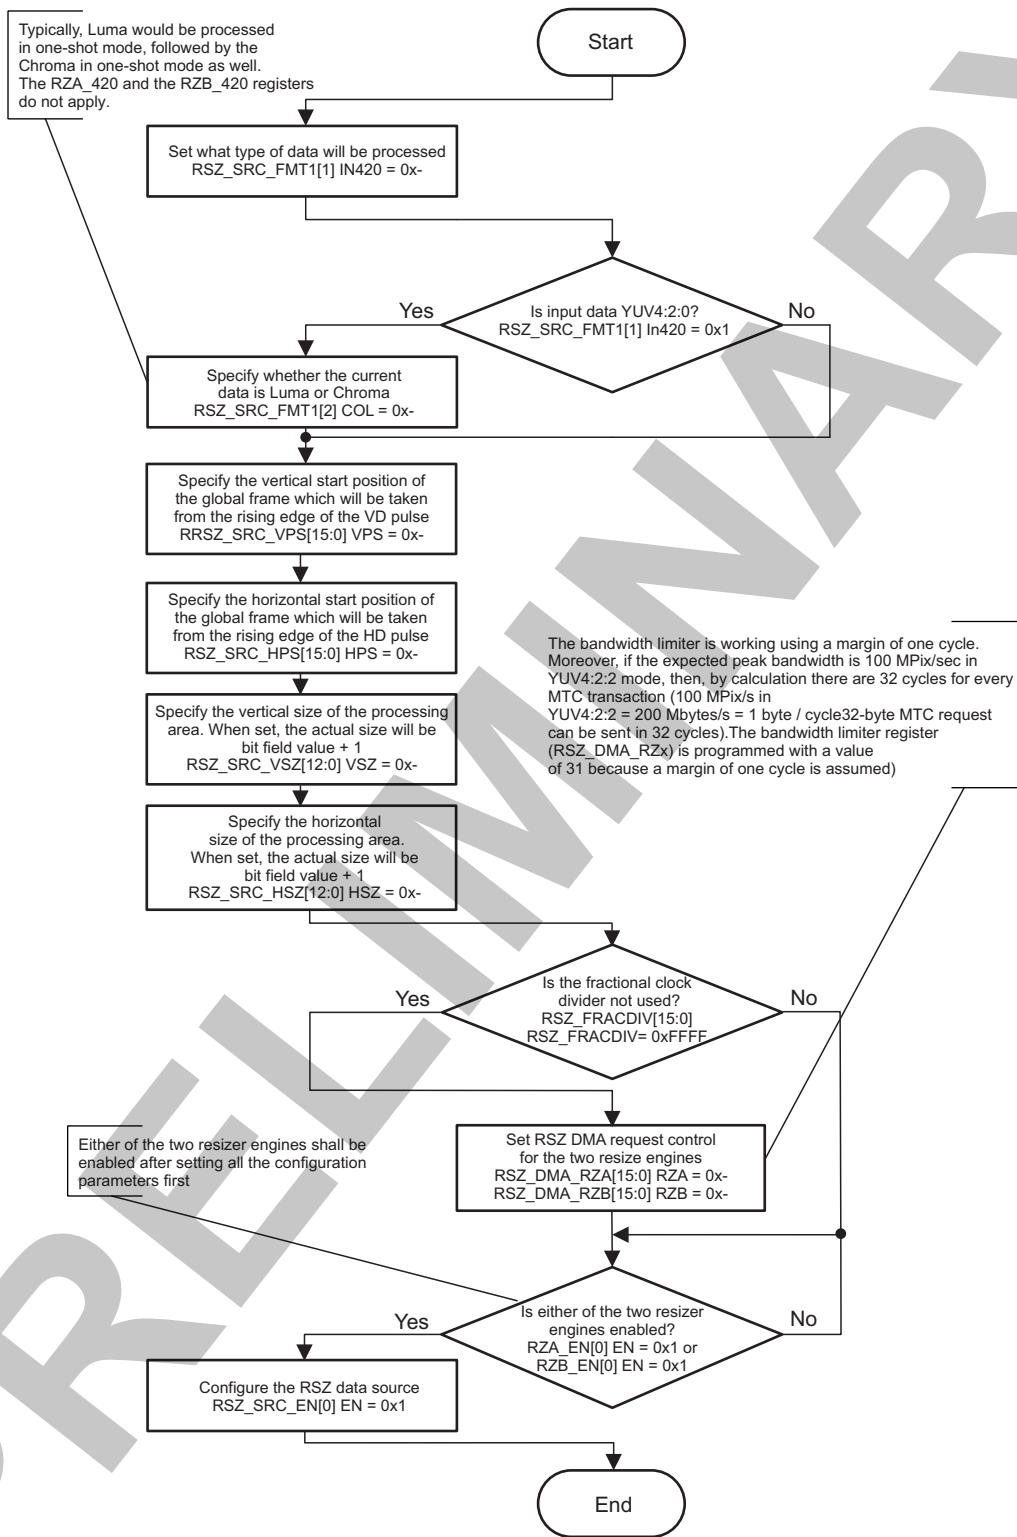 Typically, Luma would be processed
in one-shot mode, followed by the
Chroma in one-shot mode as well.
The RZA_420 and the RZB_420 registers
do not apply.
Start
Set what type of data will be processed
RSZ_SRC_FMT1[1] IN420 = 0x-
Yes
Is input data YUV4:2:0?
RSZ_SRC_FMT1[1] In420 = 0x1
No
Specify whether the current
data is Luma or Chroma
RSZ_SRC_FMT1[2] COL = 0x-
Specify the vertical start position of
the global frame which will be taken
from the rising edge of the VD pulse
RRSZ_SRC_VPS[15:0] VPS = 0x-
Specify the horizontal start position of
the global frame which will be taken
from the rising edge of the HD pulse
RSZ_SRC_HPS[15:0] HPS = 0x-
The bandwidth limiter is working using a margin of one cycle.
Moreover, if the expected peak bandwidth is 100 MPix/sec in
YUV4:2:2 mode, then, by calculation there are 32 cycles for every
MTC transaction (100 MPix/s in
YUV4:2:2 = 200 Mbytes/s = 1 byte / cycle32-byte MTC request
can be sent in 32 cycles).The bandwidth limiter register
(RSZ_DMA_RZx) is programmed with a value
of 31 because a margin of one cycle is assumed)
Specify the vertical size of the processing
area. When set, the actual size will be
bit field value + 1
RSZ_SRC_VSZ[12:0] VSZ = 0x-
Specify the horizontal
size of the processing area.
When set, the actual size will be
bit field value + 1
RSZ_SRC_HSZ[12:0] HSZ = 0x-
Yes
Is the fractional clock
divider not used?
RSZ_FRACDIV[15:0]
RSZ_FRACDIV= 0xFFFF
No
Either of the two resizer engines shall be
enabled after setting all the configuration
parameters first
Set RSZ DMA request control
for the two resize engines
RSZ_DMA_RZA[15:0] RZA = 0x-
RSZ_DMA_RZB[15:0] RZB = 0x-
Yes
Is either of the two resizer
engines enabled?
RZA_EN[0] EN = 0x1 or
RZB_EN[0] EN = 0x1
No
Configure the RSZ data source
RSZ_SRC_EN[0] EN = 0x1
End
PRELIMINARY